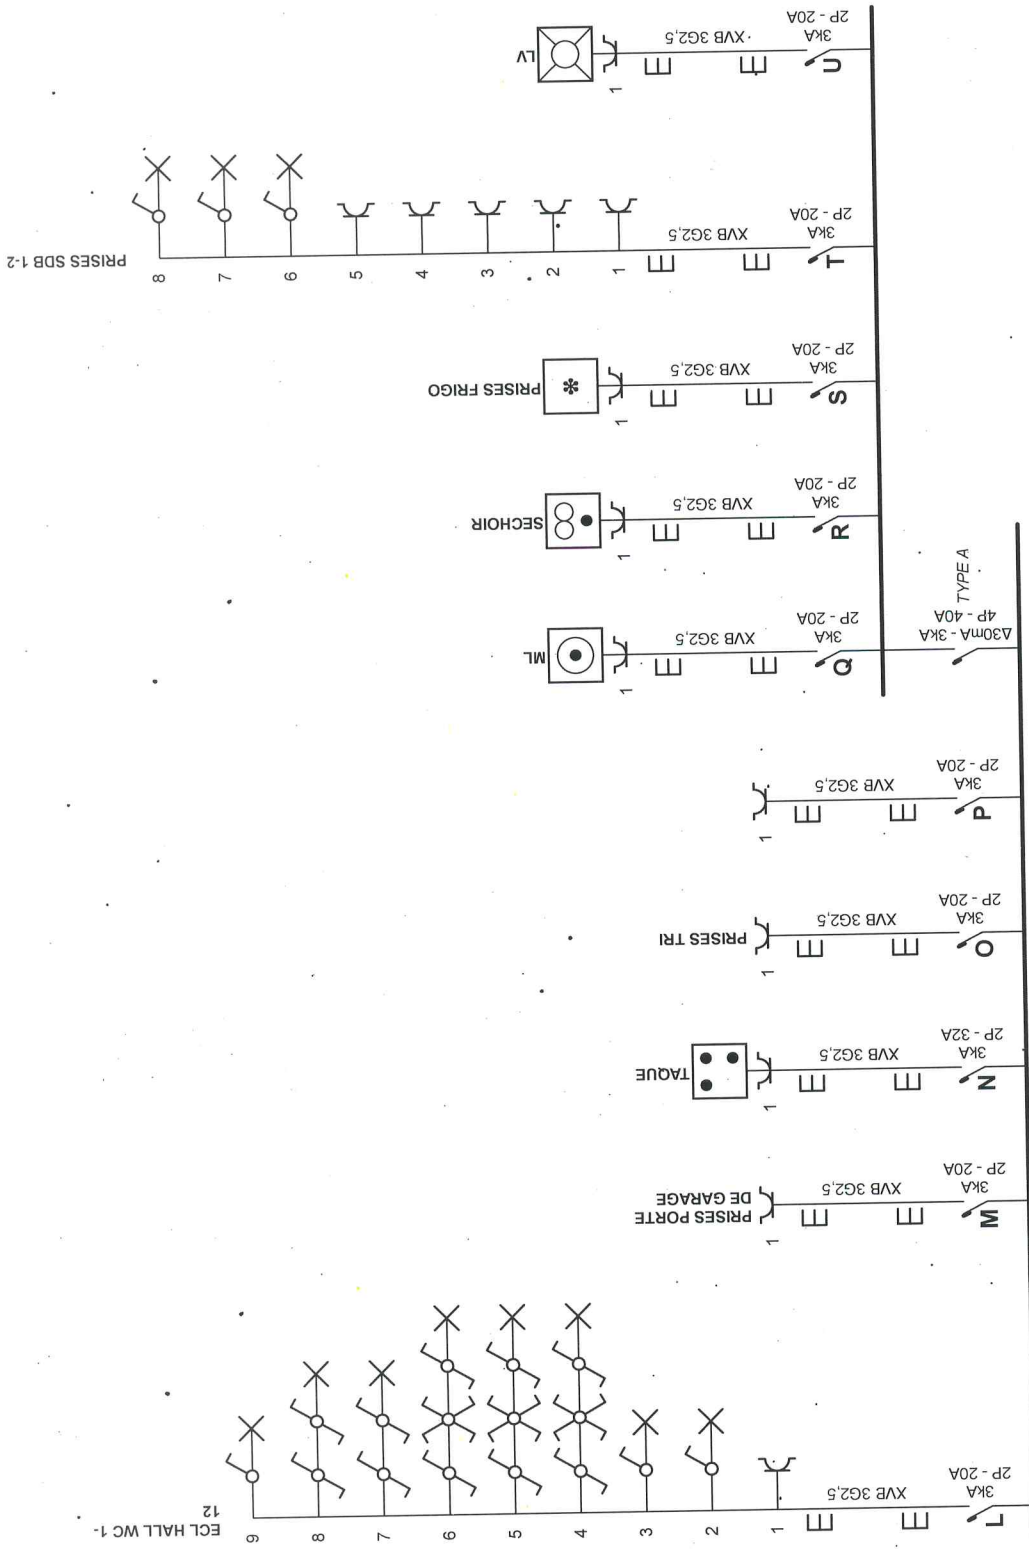 ECL HALL WC 1-
12
9
8
7
6
5
4
3
2
1
XVB 3G2,5
L
3kA
2P - 20A
PRISES PORTE
DE GARAGE
1
XVB 3G2,5
M
3kA
2P - 20A
TAQUE
1
XVB 3G2,5
N
3kA
2P - 32A
PRISES TRI
1
XVB 3G2,5
O
3kA
2P - 20A
1
XVB 3G2,5
P
3kA
2P - 20A
Δ30mA - 3kA
4P - 40A
TYPE A
ML
1
XVB 3G2,5
Q
3kA
2P - 20A
SECHOIR
1
XVB 3G2,5
R
3kA
2P - 20A
PRISES FRIGO
1
XVB 3G2,5
S
3kA
2P - 20A
PRISES SDB 1-2
8
7
6
5
4
3
2
1
XVB 3G2,5
T
3kA
2P - 20A
LV
1
XVB 3G2,5
U
3kA
2P - 20A